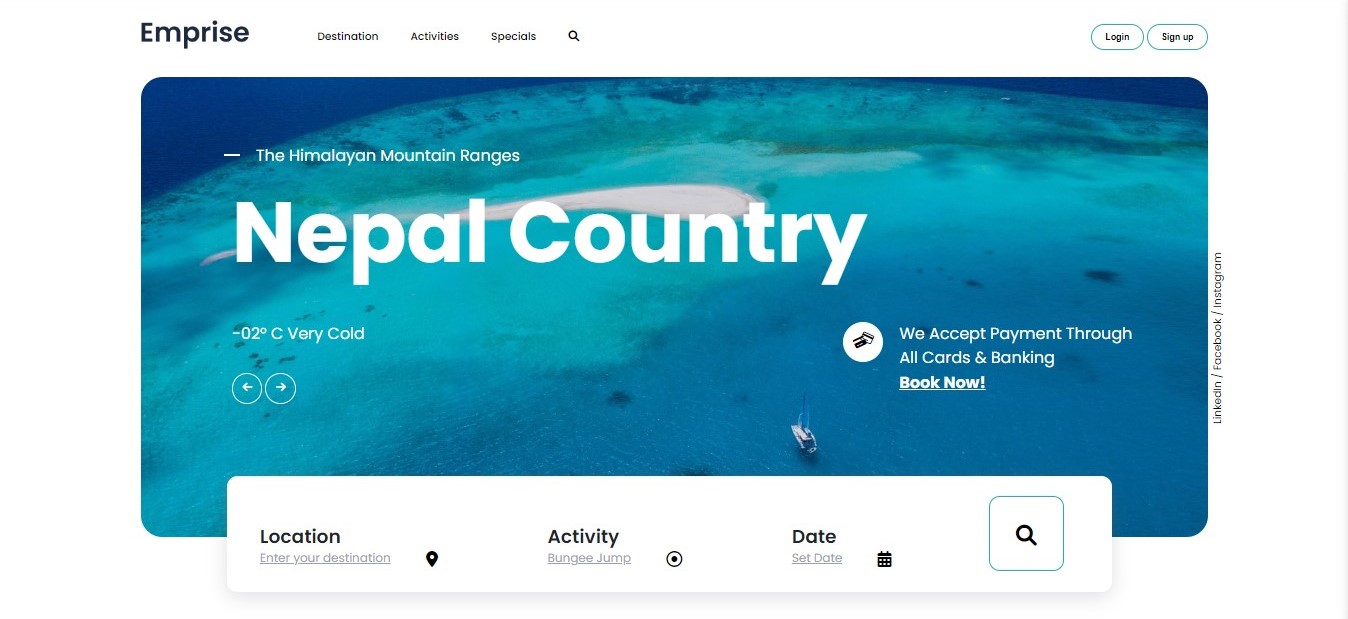 Emprise
Destination
Activities
Specials
Login
Sign up
The Himalayan Mountain Ranges
Nepal Country
-02° C Very Cold
We Accept Payment Through
All Cards & Banking
Book Now!
LinkedIn / Facebook / Instagram
Location
Enter your destination
Activity
Bungee Jump
Date
Set Date